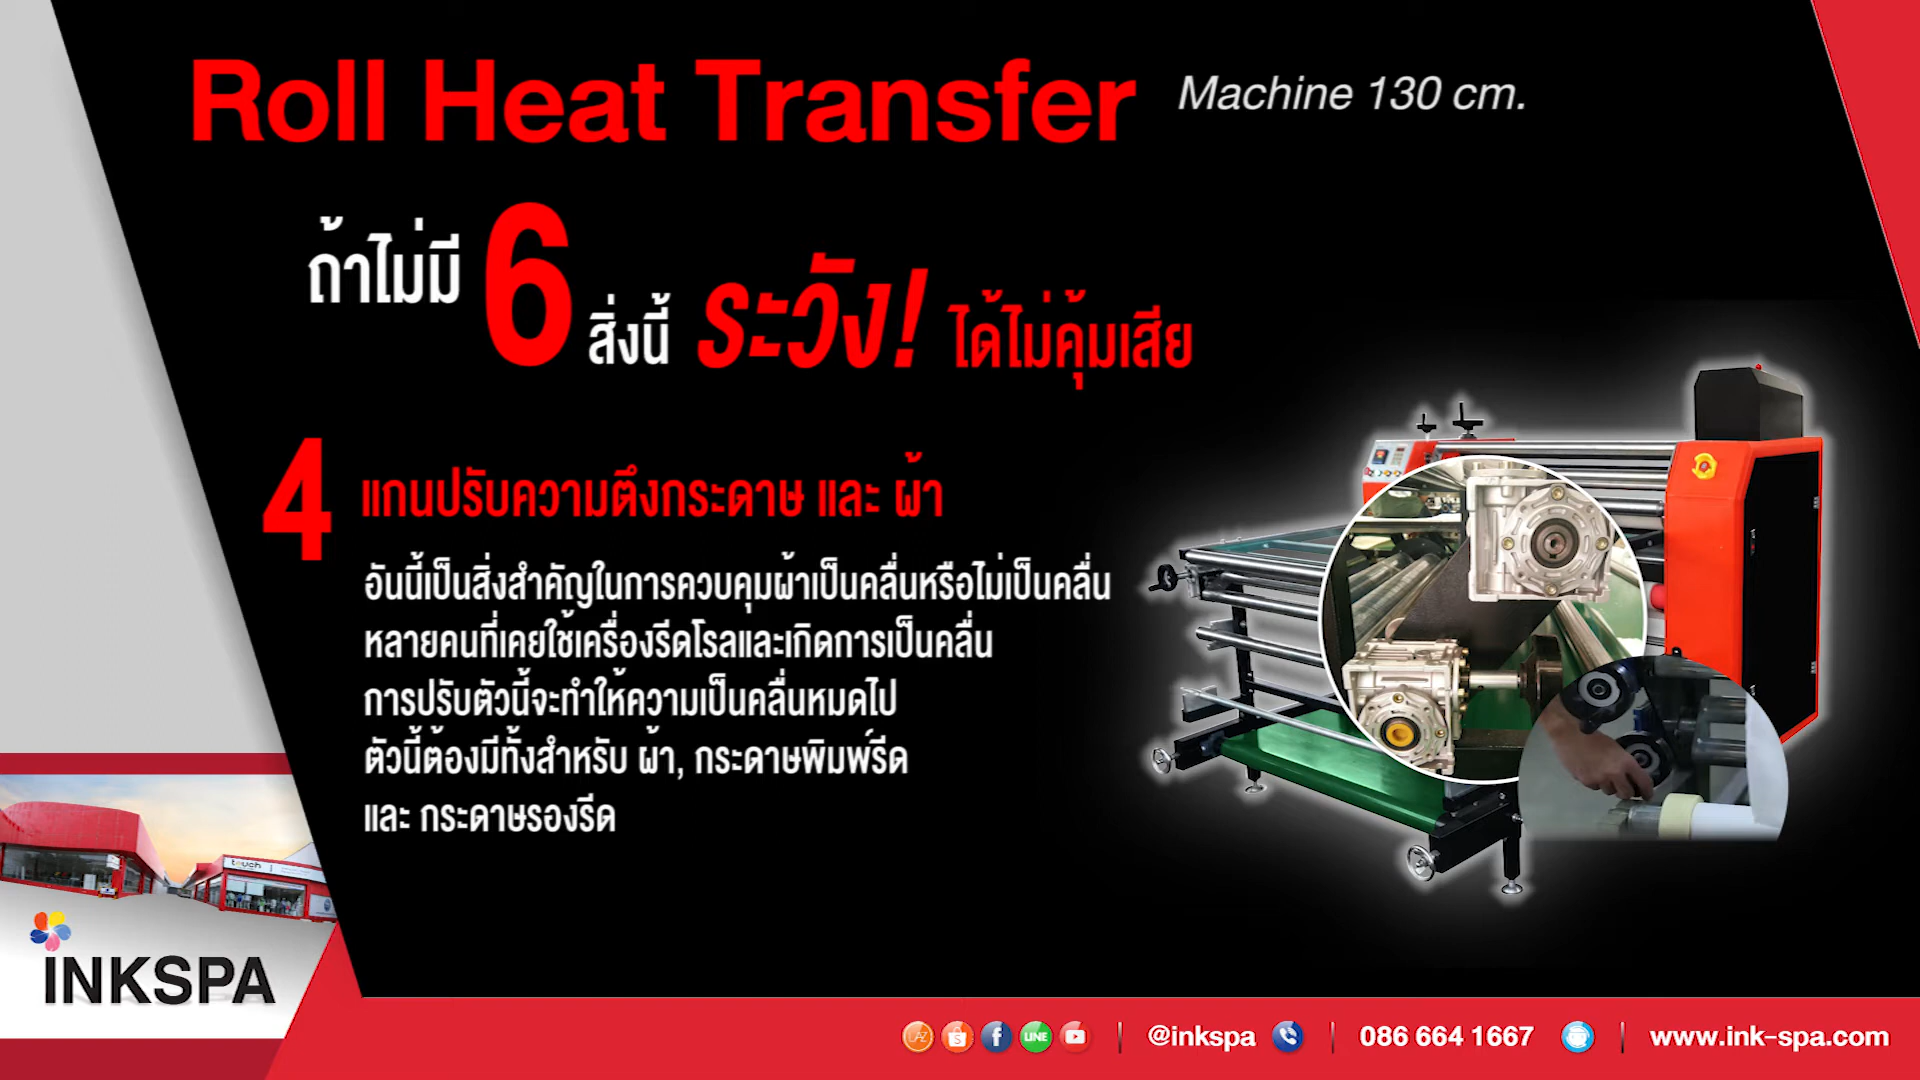 Roll Heat Transfer Machine 130 cm.
ถ้าไม่มี 6 สิ่งนี้ ระวัง! ได้ไม่คุ้มเสีย
4 แกนปรับความตึงกระดาษ และ ผ้า
อันนี้เป็นสิ่งสำคัญในการควบคุมผ้าเป็นคลื่นหรือไม่เป็นคลื่น
หลายคนที่เคยใช้เครื่องรีดโรลและเกิดการเป็นคลื่น
การปรับตัวนี้จะทำให้ความเป็นคลื่นหมดไป
ตัวนี้ต้องมีทั้งสำหรับ ผ้า, กระดาษพิมพ์รีด
และ กระดาษรองรีด
touch
INKSPA
LAZ S f LINE @inkspa 086 664 1667 www.ink-spa.com